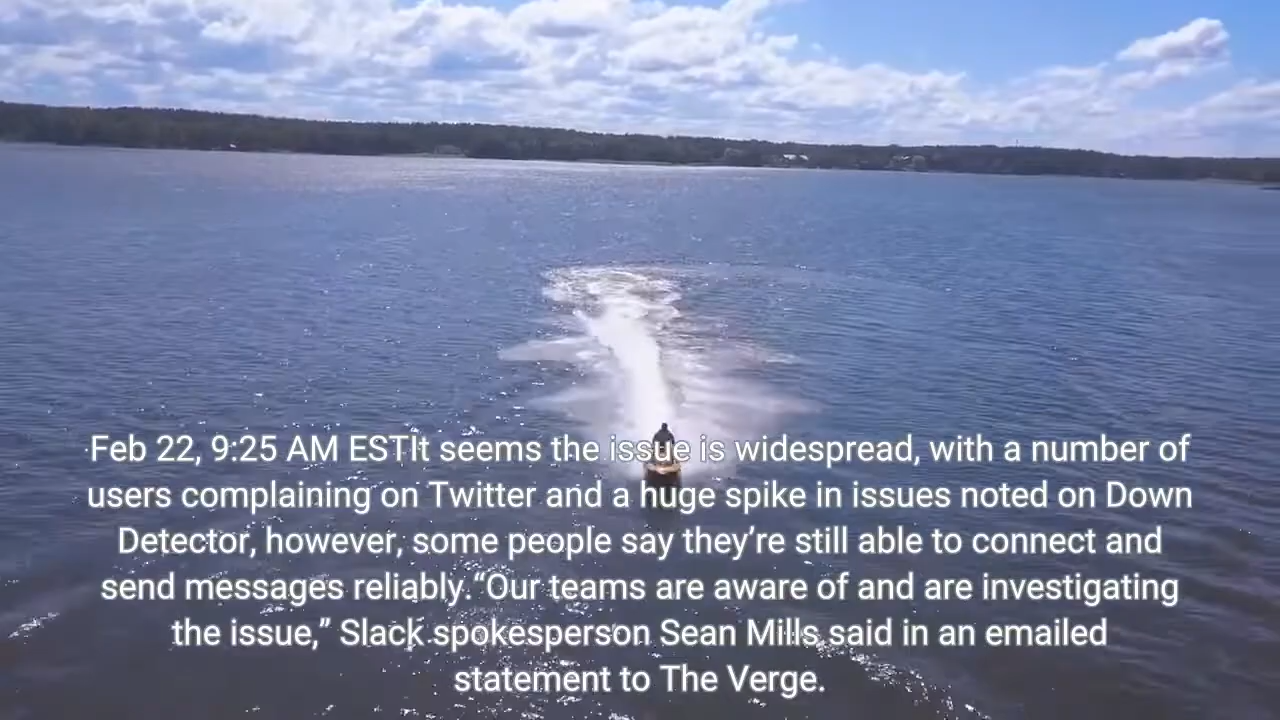 Feb 22, 9:25 AM ESTIt seems the issue is widespread, with a number of
users complaining on Twitter and a huge spike in issues noted on Down
Detector, however, some people say they’re still able to connect and
send messages reliably.“Our teams are aware of and are investigating
the issue,” Slack spokesperson Sean Mills said in an emailed
statement to The Verge.